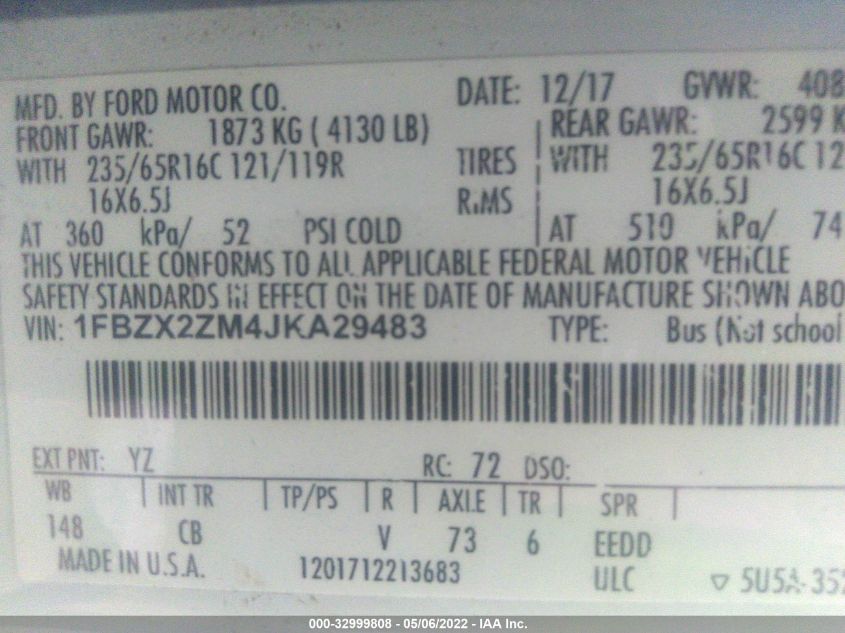 MFD. BY FORD MOTOR CO. DATE: 12/17 GVWR: 408
FRONT GAWR: 1873 KG ( 4130 LB) REAR GAWR: 2599 K
WITH 235/65R16C 121/119R TIRES WITH 235/65R16C 12
16X6.5J RIMS 16X6.5J
AT 360 kPa/ 52 PSI COLD AT 510 kPa/ 74
THIS VEHICLE CONFORMS TO ALL APPLICABLE FEDERAL MOTOR VEHICLE
SAFETY STANDARDS IN EFFECT ON THE DATE OF MANUFACTURE SHOWN ABO
VIN: 1FBZX2ZM4JKA29483 TYPE: Bus (Not school
EXT PNT: YZ RC: 72 DSO:
WB INT TR TP/PS R AXLE TR SPR
148 CB V 73 6 EEDD
MADE IN U.S.A. 1201712213683 ULC 5U5A-352
000-32999808 - 05/06/2022 - IAA Inc.